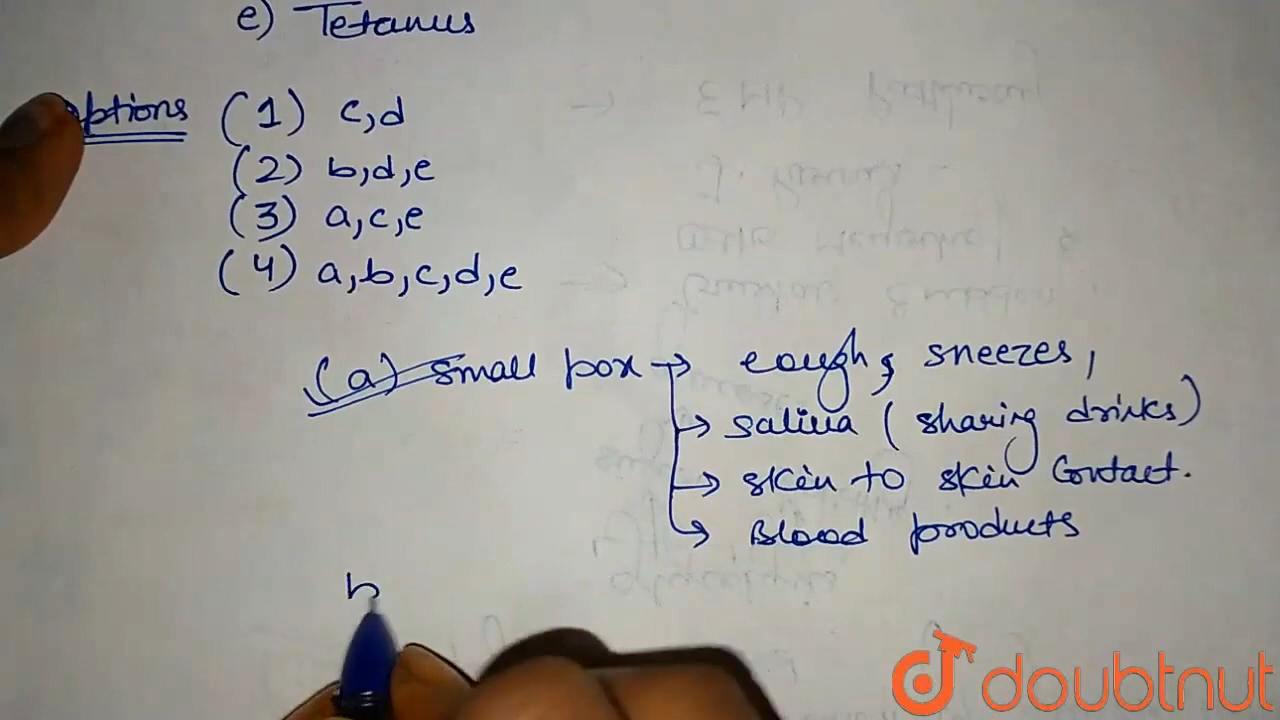 e) Tetanus
options (1) c,d
(2) b,d,e
(3) a,c,e
(4) a,b,c,d,e
(a) small pox → cough, sneezes,
→ saliva (sharing drinks)
→ skin to skin contact.
→ Blood products
b
doubtnut